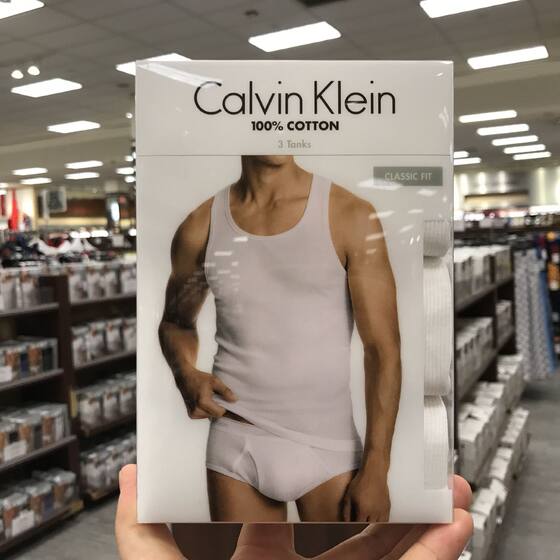 Calvin Klein
100% COTTON
3 Tanks
CLASSIC FIT